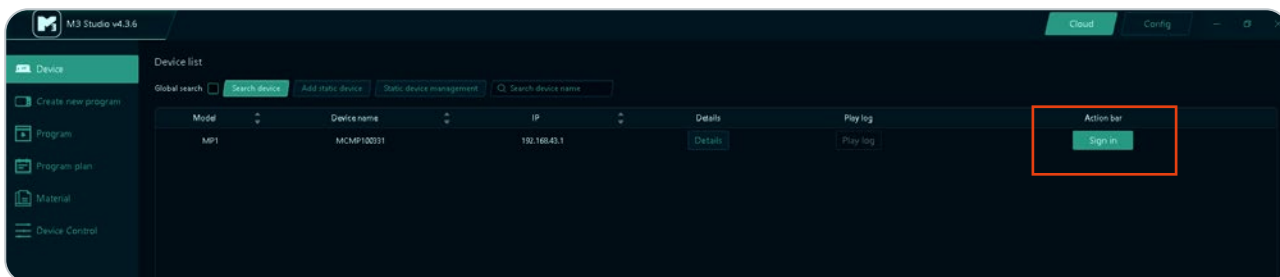 M3 Studio v4.3.6
Cloud
Config
Device
Create new program
Program
Program plan
Material
Device Control
Device list
Global search
Search device
Add static device
Static device management
Search device name
Model Device name IP Details Play log Action bar
MP1 MCMP100331 192.168.43.1 Details Play log Sign in